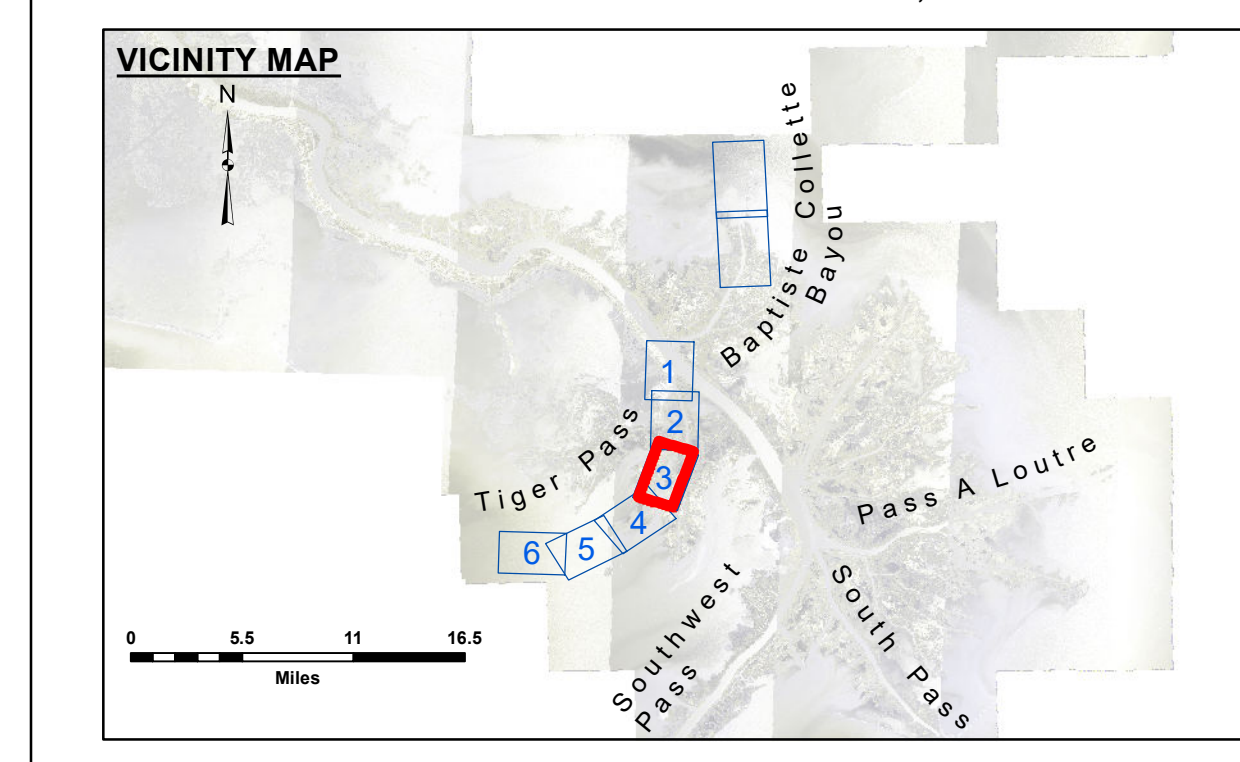 VICINITY MAP
N
Baptiste Collette
Bayou
1
2
Tiger Pass
3
Pass A Loutre
4
5
6
Southwest
Pass
South Pass
0 5.5 11 16.5
Miles